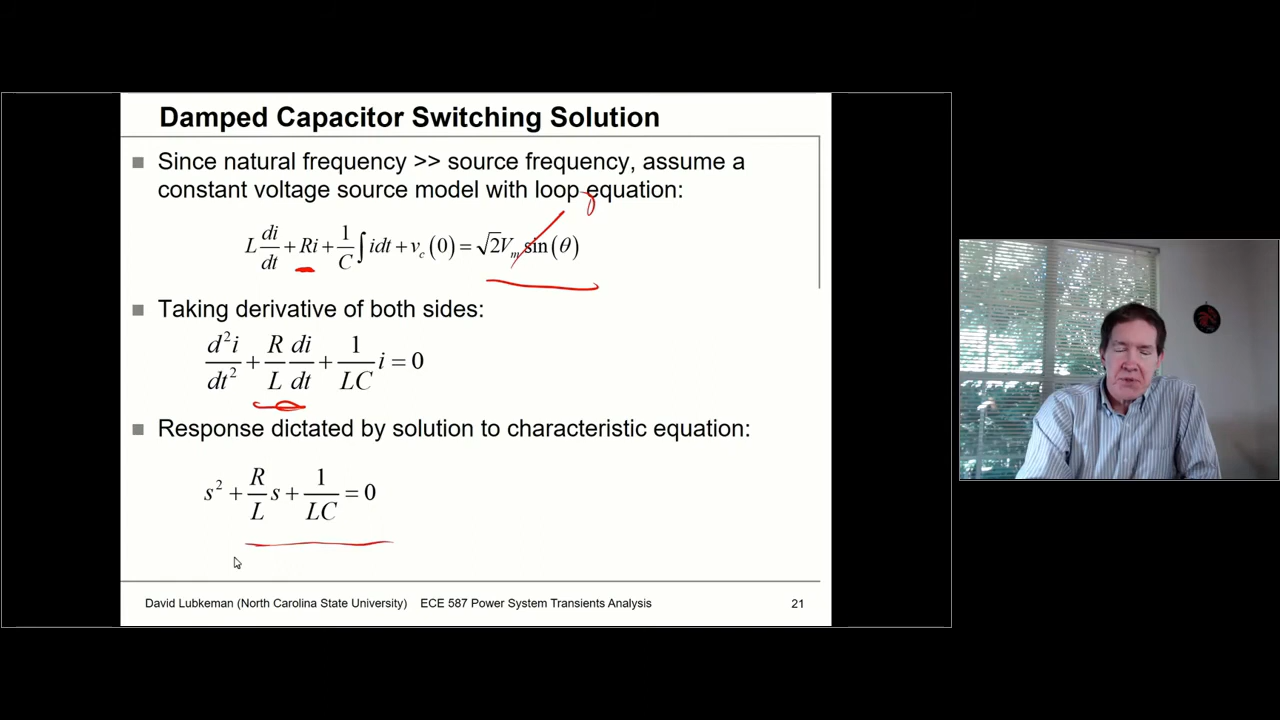 Damped Capacitor Switching Solution
Since natural frequency >> source frequency, assume a
constant voltage source model with loop equation:
L di/dt + Ri + 1/C ∫ idt + v_c (0) = √2V_m sin(θ)
Taking derivative of both sides:
d²i/dt² + R/L di/dt + 1/LC i = 0
Response dictated by solution to characteristic equation:
s² + R/L s + 1/LC = 0
David Lubkeman (North Carolina State University) ECE 587 Power System Transients Analysis 21